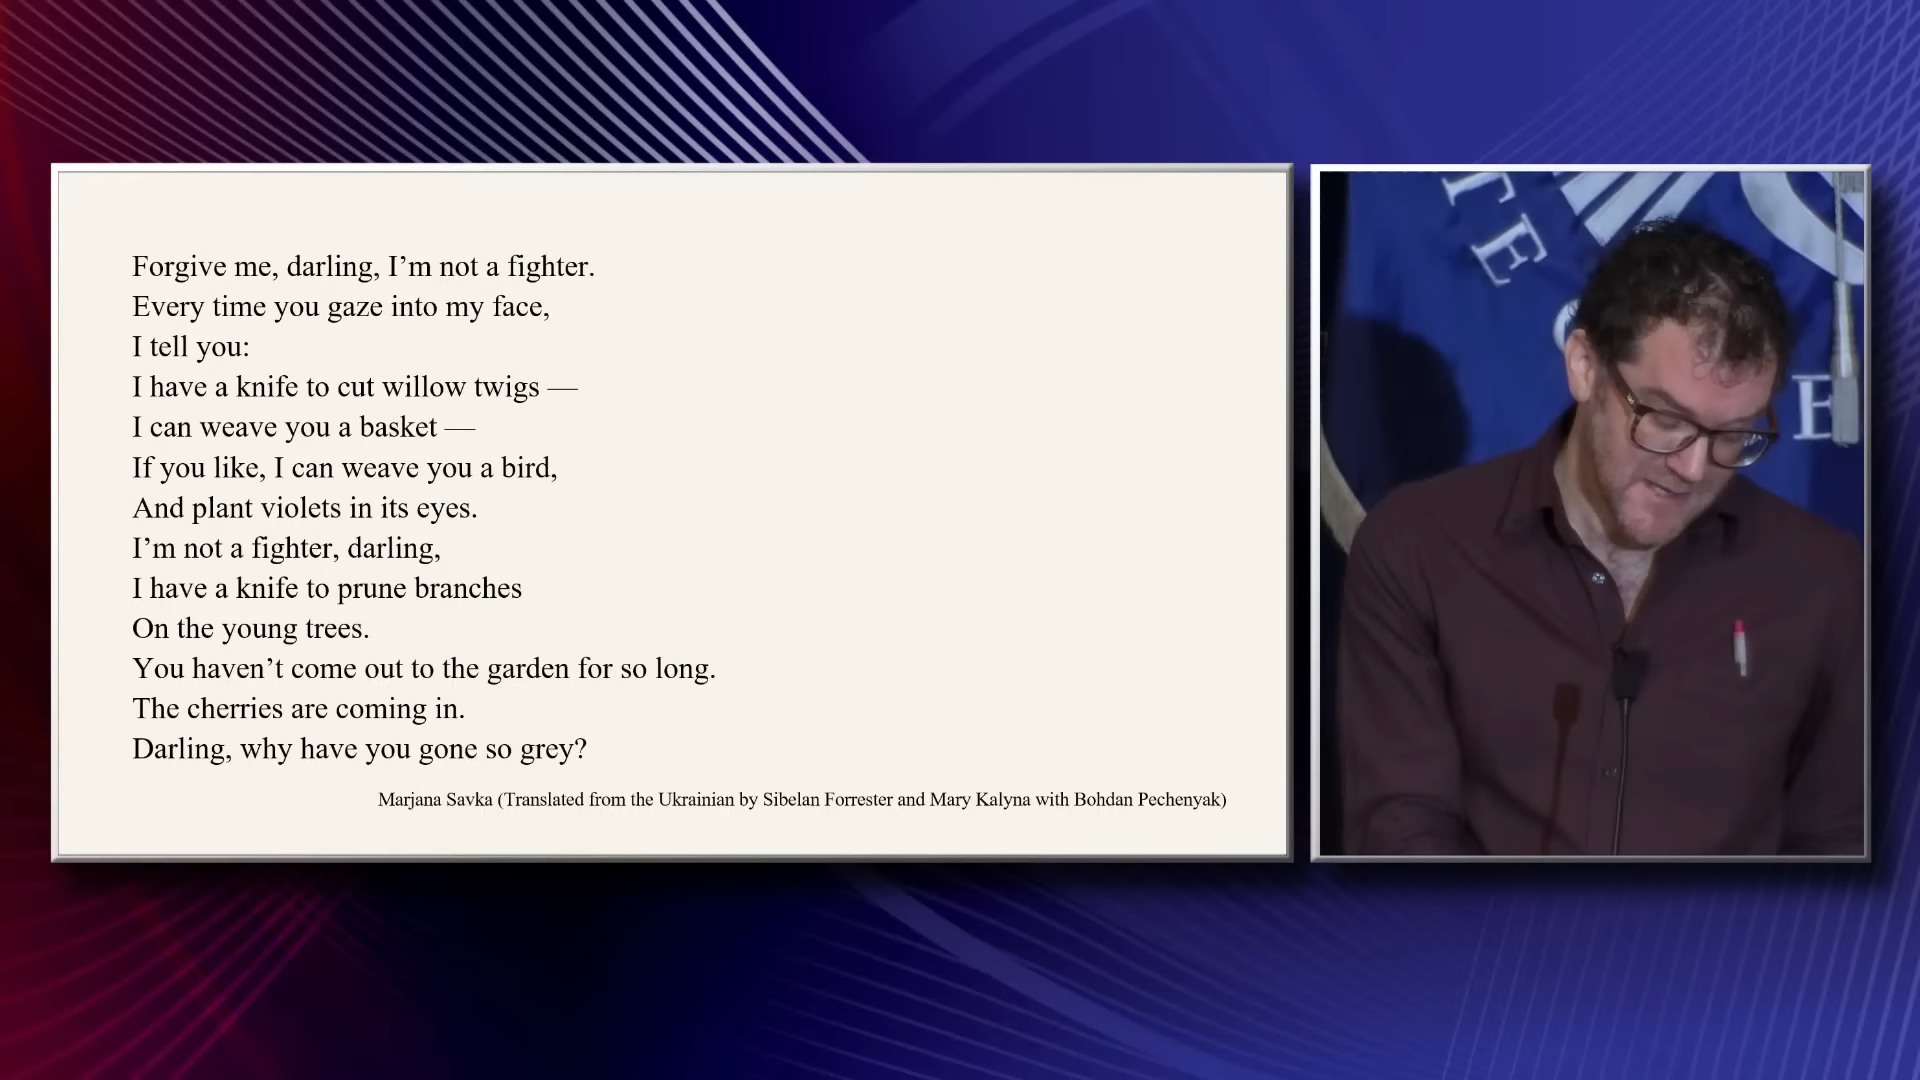 Forgive me, darling, I’m not a fighter.
Every time you gaze into my face,
I tell you:
I have a knife to cut willow twigs —
I can weave you a basket —
If you like, I can weave you a bird,
And plant violets in its eyes.
I’m not a fighter, darling,
I have a knife to prune branches
On the young trees.
You haven’t come out to the garden for so long.
The cherries are coming in.
Darling, why have you gone so grey?
Marjana Savka (Translated from the Ukrainian by Sibelan Forrester and Mary Kalyna with Bohdan Pechenyak)